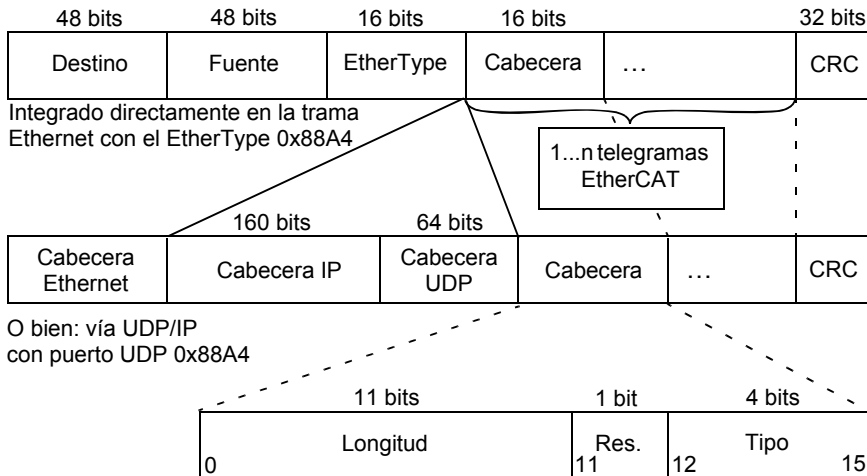 48 bits 48 bits 16 bits 16 bits 32 bits
Destino Fuente EtherType Cabecera ... CRC
Integrado directamente en la trama
Ethernet con el EtherType 0x88A4
1...n telegramas
EtherCAT
160 bits 64 bits
Cabecera
Ethernet
Cabecera IP
Cabecera
UDP
Cabecera
...
CRC
O bien: vía UDP/IP
con puerto UDP 0x88A4
11 bits 1 bit 4 bits
Longitud Res. Tipo
0 11 12 15